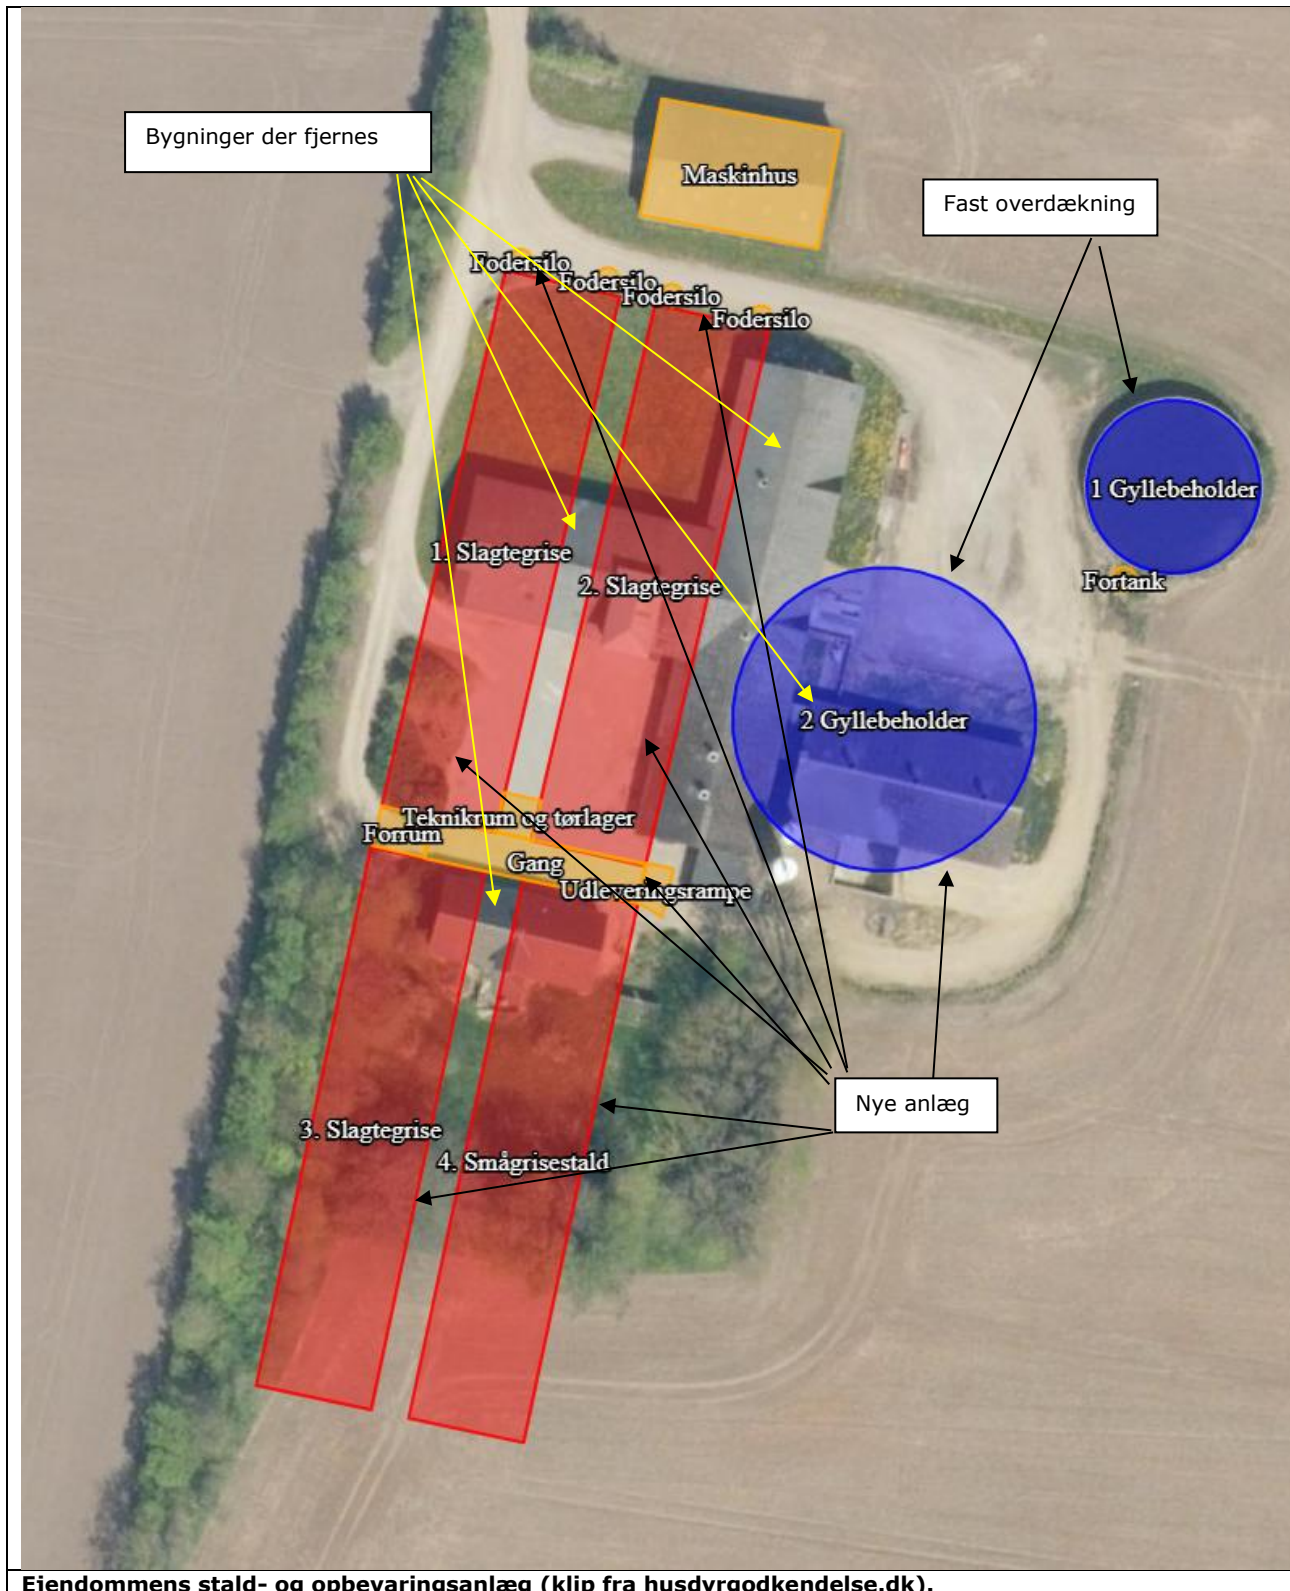 Bygninger der fjernes
Maskinhus
Fast overdækning
Fodersilo
Fodersilo
Fodersilo
Fodersilo
1 Gyllebeholder
1. Slagtegrise
2. Slagtegrise
Fortank
2 Gyllebeholder
Teknikrum og tørlager
Forrum
Gang
Udleveringsrampe
Nye anlæg
3. Slagtegrise
4. Smågrisestald
Ejendommens stald- og opbevaringsanlæg (klip fra husdyrgodkendelse.dk).